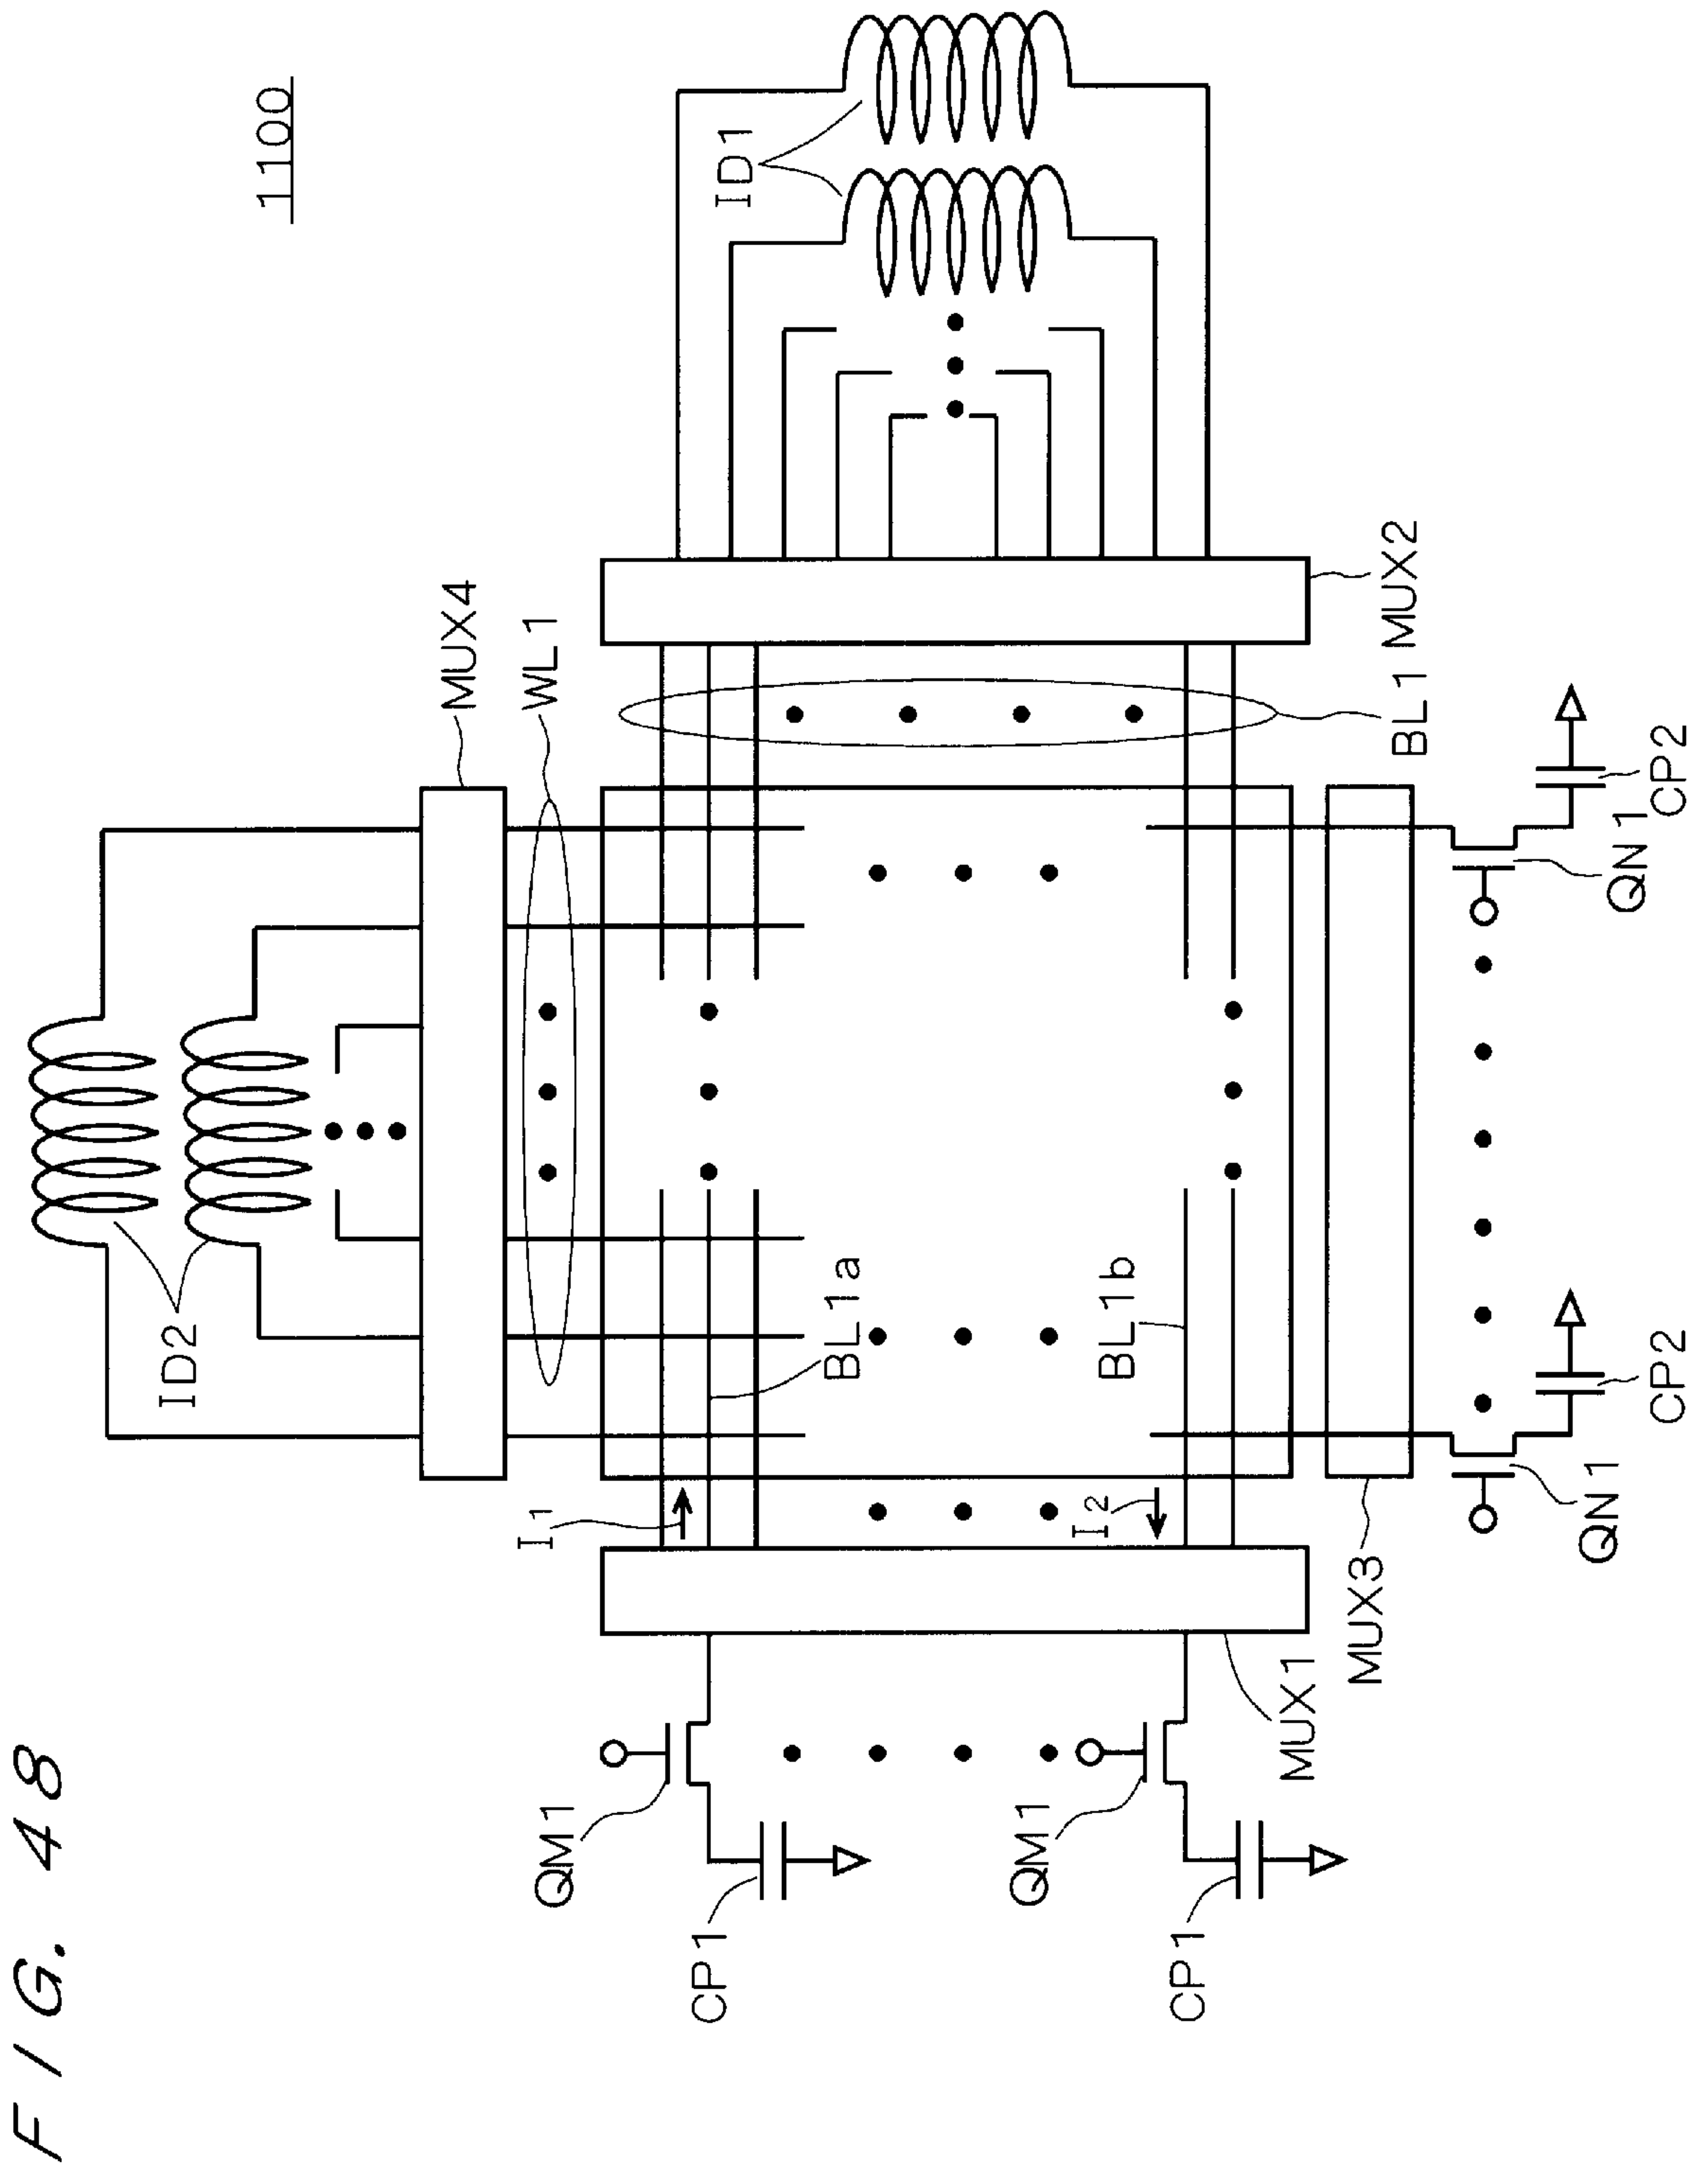 FIG. 48
1100
ID2
MUX4
WL1
ID1
I1
BL1a
BL1b
I2
QM1
CP1
QM1
CP1
MUX1
MUX3
MUX2
BL1
QN1
CP2
QN1
CP2